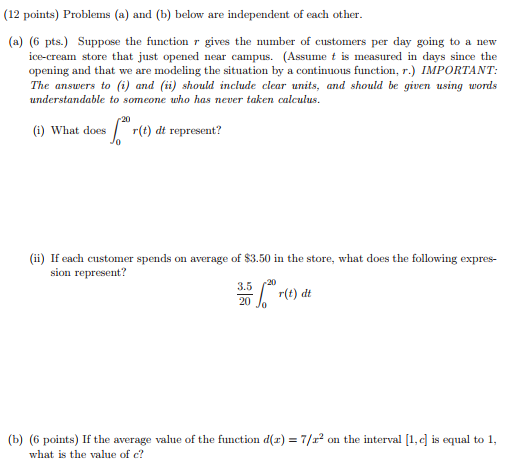 (12 points) Problems (a) and (b) below are independent of each other.
(a) (6 pts.) Suppose the function r gives the number of customers per day going to a new
ice-cream store that just opened near campus. (Assume t is measured in days since the
opening and that we are modeling the situation by a continuous function, r.) IMPORTANT:
The answers to (i) and (ii) should include clear units, and should be given using words
understandable to someone who has never taken calculus.
(i) What does ∫₀²⁰ r(t) dt represent?
(ii) If each customer spends on average of $3.50 in the store, what does the following expres-
sion represent?
3.5/20 ∫₀²⁰ r(t) dt
(b) (6 points) If the average value of the function d(x) = 7/x² on the interval [1, c] is equal to 1,
what is the value of c?